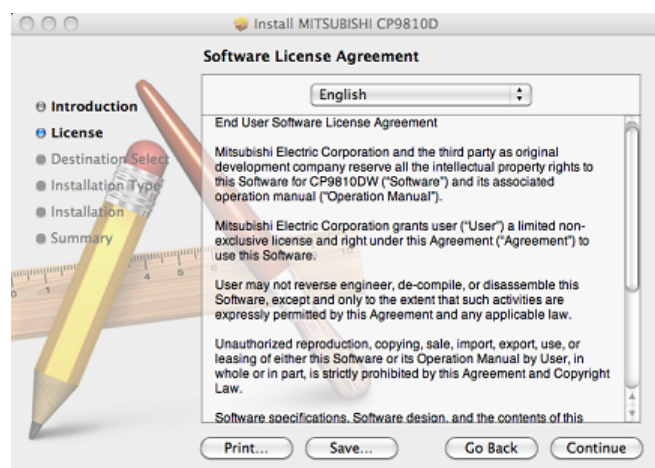 Install MITSUBISHI CP9810D
Software License Agreement
English
Introduction
License
Destination Select
Installation Type
Installation
Summary
End User Software License Agreement
Mitsubishi Electric Corporation and the third party as original
development company reserve all the intellectual property rights to
this Software for CP9810DW ("Software") and its associated
operation manual ("Operation Manual").
Mitsubishi Electric Corporation grants user ("User") a limited non-
exclusive license and right under this Agreement ("Agreement") to
use this Software.
User may not reverse engineer, de-compile, or disassemble this
Software, except and only to the extent that such activities are
expressly permitted by this Agreement and any applicable law.
Unauthorized reproduction, copying, sale, import, export, use, or
leasing of either this Software or its Operation Manual by User, in
whole or in part, is strictly prohibited by this Agreement and Copyright
Law.
Software specifications, Software design, and the contents of this
Print...
Save...
Go Back
Continue